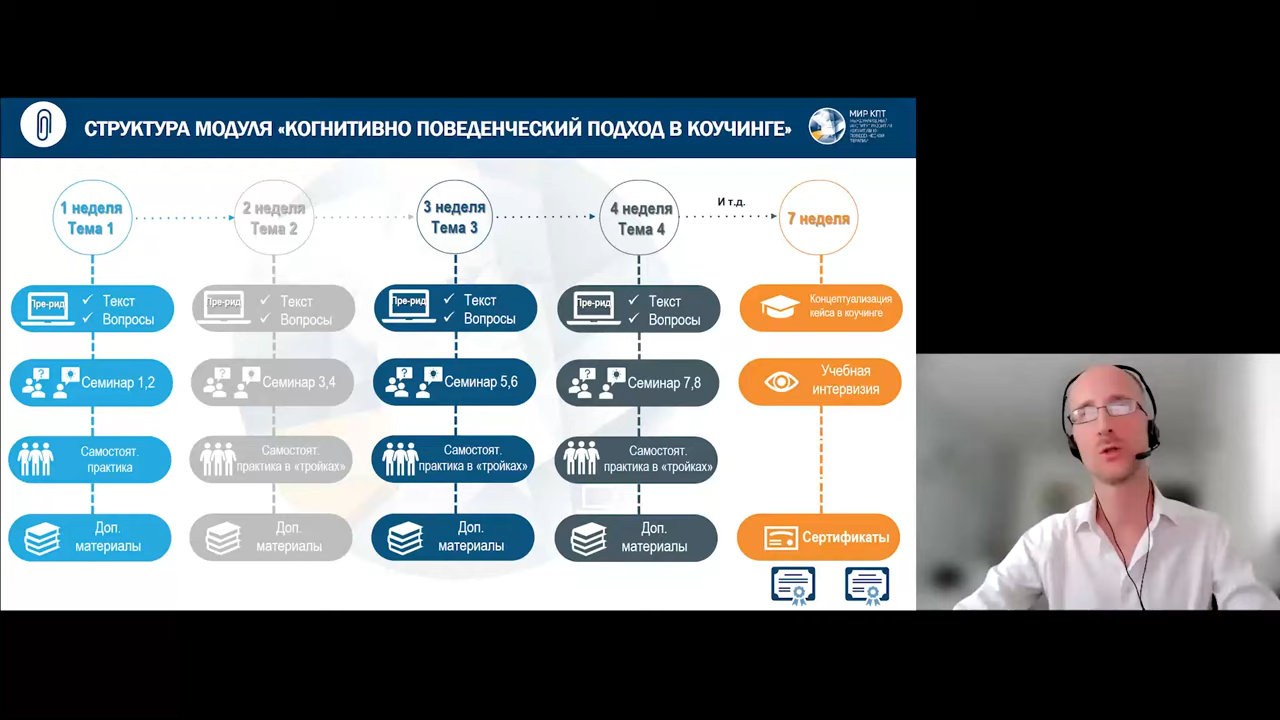 СТРУКТУРА МОДУЛЯ «КОГНИТИВНО ПОВЕДЕНЧЕСКИЙ ПОДХОД В КОУЧИНГЕ»
МИР КПТ
1 неделя
Тема 1
2 неделя
Тема 2
3 неделя
Тема 3
4 неделя
Тема 4
И т.д.
7 неделя
Пре-рид
✓ Текст
✓ Вопросы
Пре-рид
✓ Текст
✓ Вопросы
Пре-рид
✓ Текст
✓ Вопросы
Пре-рид
✓ Текст
✓ Вопросы
Концептуализация
кейса в коучинге
Семинар 1,2
Семинар 3,4
Семинар 5,6
Семинар 7,8
Учебная
интервизия
Самостоят.
практика
Самостоят.
практика в «тройках»
Самостоят.
практика в «тройках»
Самостоят.
практика в «тройках»
Доп.
материалы
Доп.
материалы
Доп.
материалы
Доп.
материалы
Сертификаты